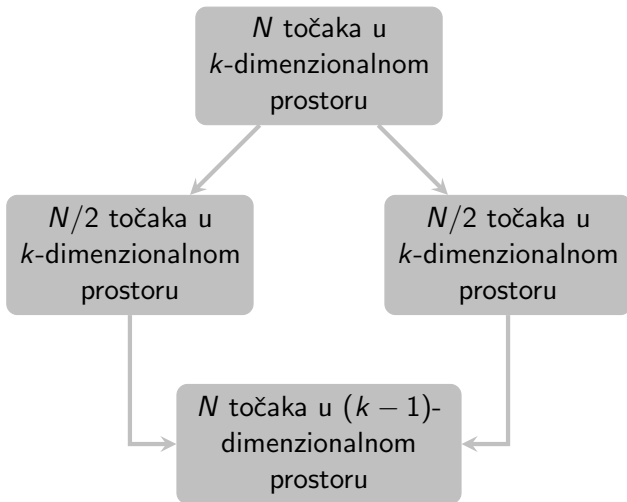 N točaka u
k-dimenzionalnom
prostoru
N/2 točaka u
k-dimenzionalnom
prostoru
N/2 točaka u
k-dimenzionalnom
prostoru
N točaka u (k − 1)-
dimenzionalnom
prostoru